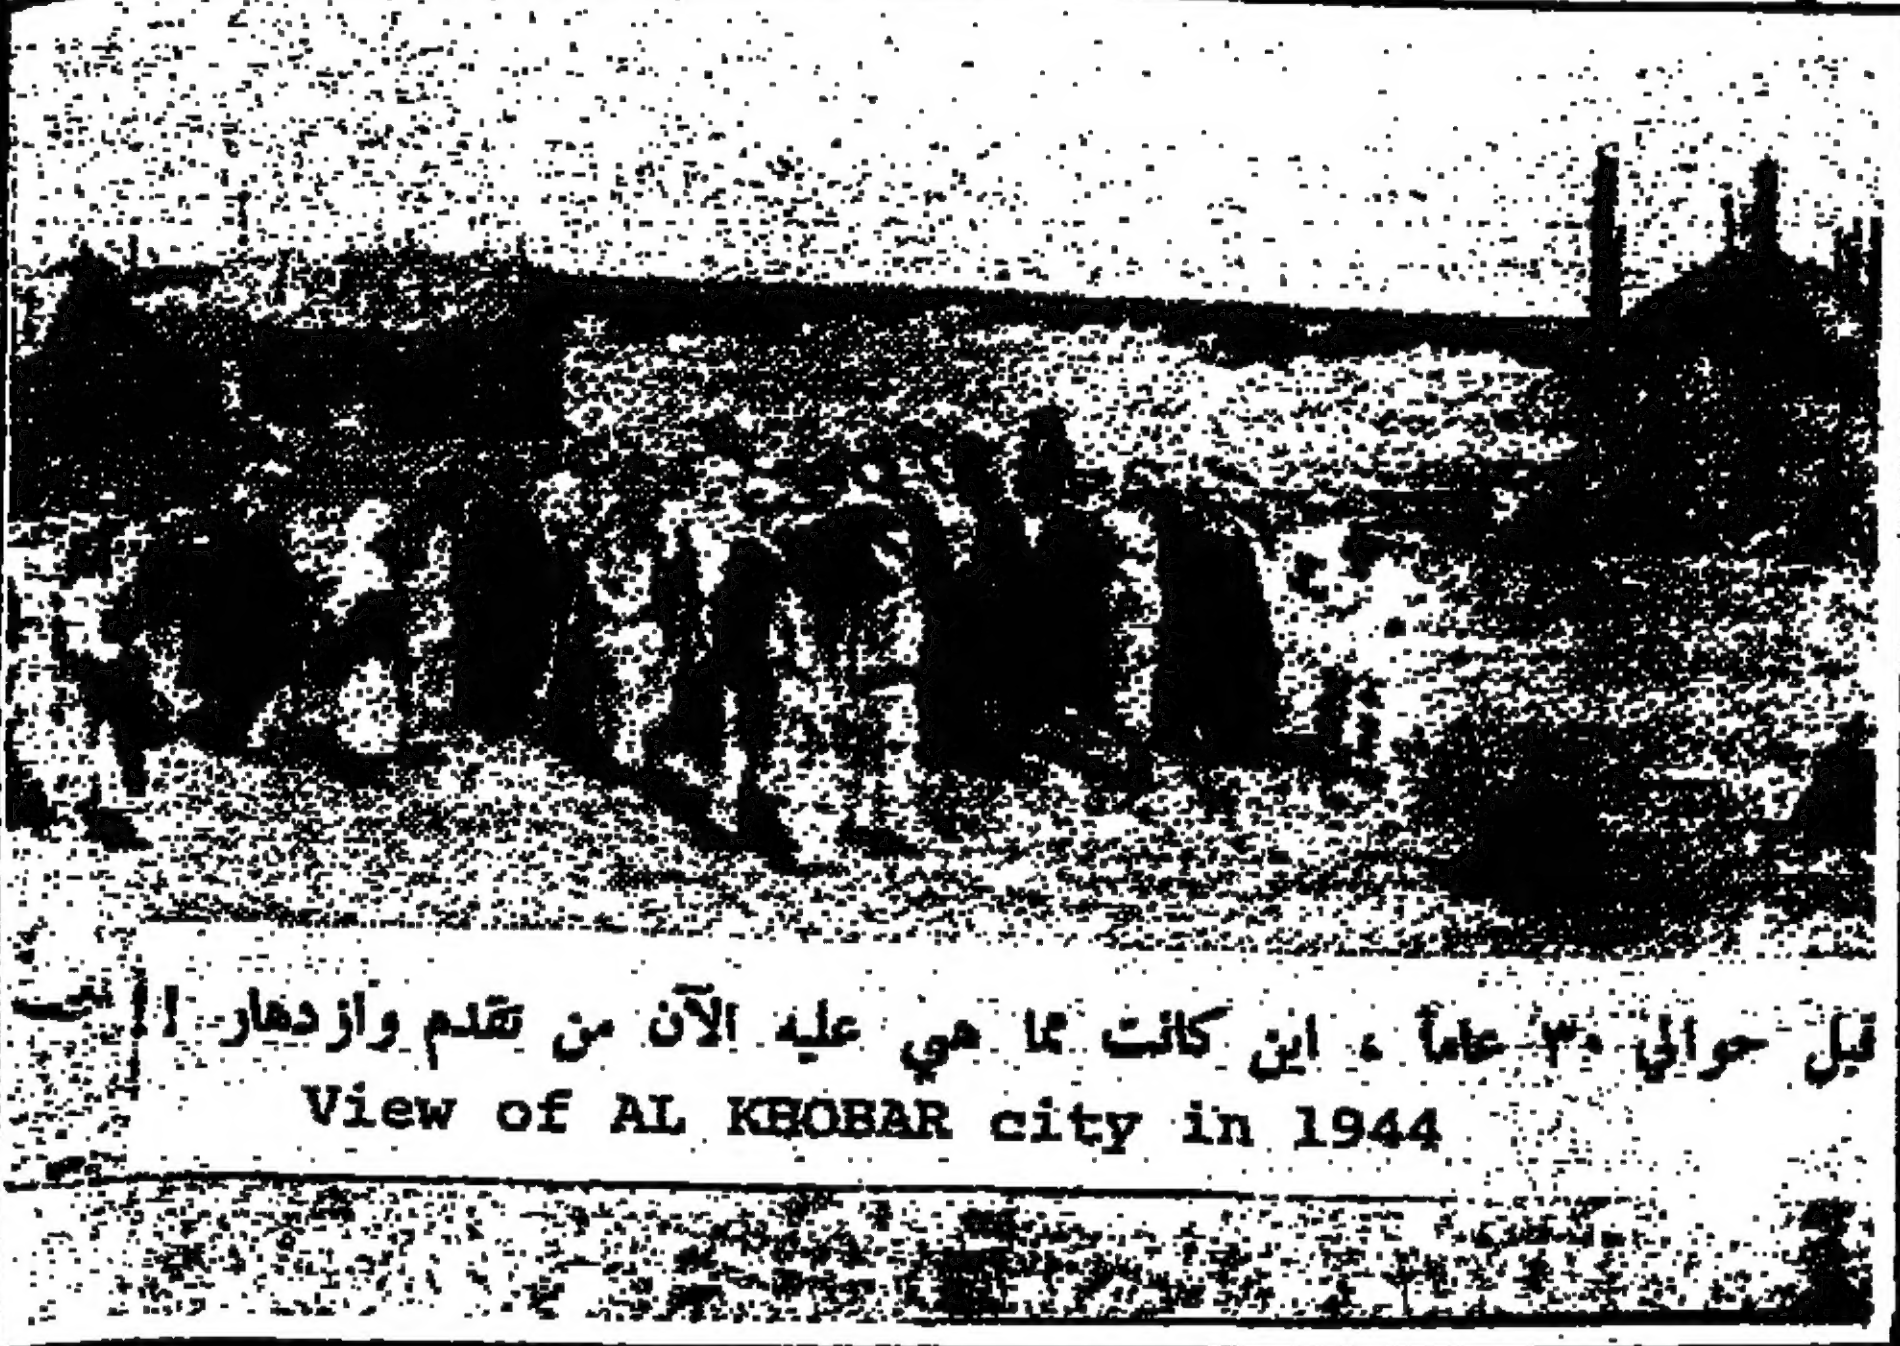 قبل حوالي ٣٠ عاماً ، اين كانت مما هي عليه الآن من تقدم وازدهار !
View of AL KHOBAR city in 1944